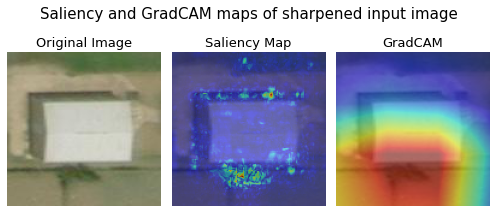 Saliency and GradCAM maps of sharpened input image
Original Image
Saliency Map
GradCAM